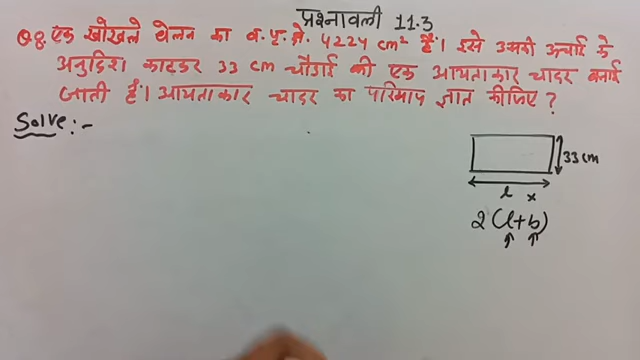 प्रश्नावली 11.3
Q8. एक खोखले बेलन का व. पृ. क्षे. 4224 cm² है। इसे उसकी ऊंचाई के
अनुदिश काटकर 33 cm चौडाई की एक आयताकार चादर बनाई
जाती हैं। आयताकार चादर का परिमाप ज्ञात कीजिए ?
Solve:-
33 cm
l x
2(l+b)